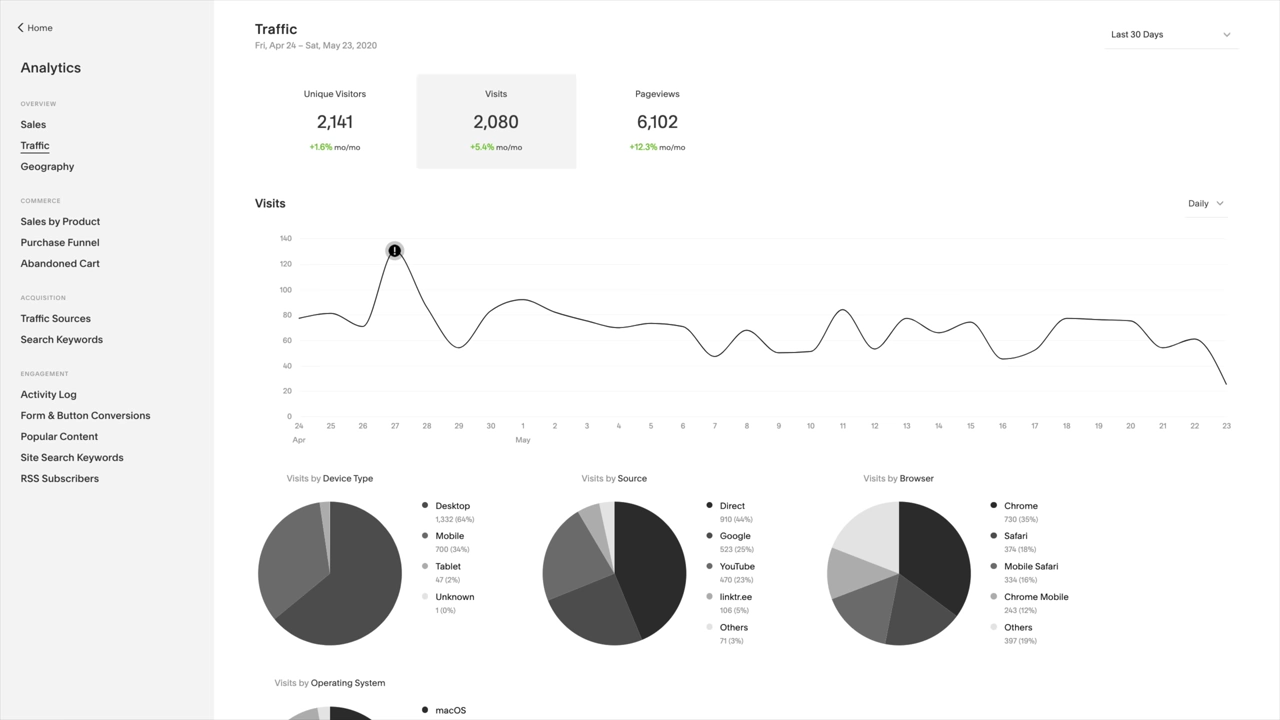 Home
Analytics
OVERVIEW
Sales
Traffic
Geography
COMMERCE
Sales by Product
Purchase Funnel
Abandoned Cart
ACQUISITION
Traffic Sources
Search Keywords
ENGAGEMENT
Activity Log
Form & Button Conversions
Popular Content
Site Search Keywords
RSS Subscribers
Traffic
Fri, Apr 24 – Sat, May 23, 2020
Last 30 Days
Unique Visitors
2,141
+1.6% mo/mo
Visits
2,080
+5.4% mo/mo
Pageviews
6,102
+12.3% mo/mo
Visits
Daily
140
120
100
80
60
40
20
0
24 25 26 27 28 29 30 1 2 3 4 5 6 7 8 9 10 11 12 13 14 15 16 17 18 19 20 21 22 23
Apr May
Visits by Device Type
Desktop
1,332 (64%)
Mobile
700 (34%)
Tablet
47 (2%)
Unknown
1 (0%)
Visits by Source
Direct
910 (44%)
Google
523 (25%)
YouTube
470 (23%)
linktr.ee
106 (5%)
Others
71 (3%)
Visits by Browser
Chrome
730 (35%)
Safari
374 (18%)
Mobile Safari
334 (16%)
Chrome Mobile
243 (12%)
Others
397 (19%)
Visits by Operating System
macOS